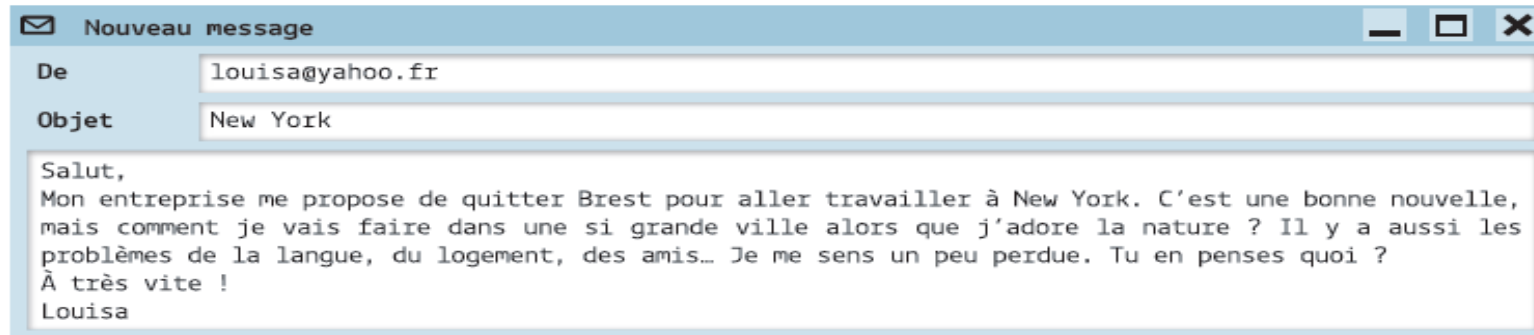 Nouveau message
De louisa@yahoo.fr
Objet New York
Salut,
Mon entreprise me propose de quitter Brest pour aller travailler à New York. C'est une bonne nouvelle,
mais comment je vais faire dans une si grande ville alors que j'adore la nature ? Il y a aussi les
problèmes de la langue, du logement, des amis… Je me sens un peu perdue. Tu en penses quoi ?
À très vite !
Louisa